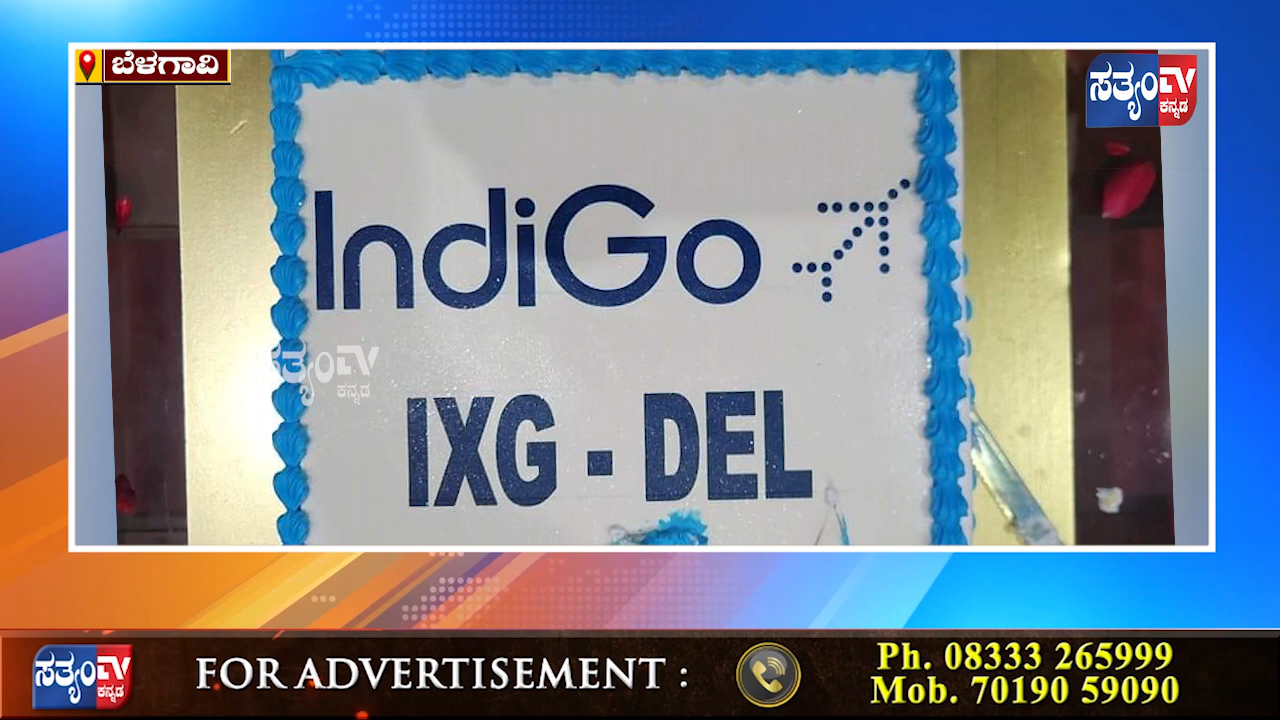 ಬೆಳಗಾವಿ
ಸತ್ಯಂTV
ಕನ್ನಡ
IndiGo
ಸತ್ಯಂTV
ಕನ್ನಡ
IXG - DEL
ಸತ್ಯಂTV
ಕನ್ನಡ
FOR ADVERTISEMENT :
Ph. 08333 265999
Mob. 70190 59090